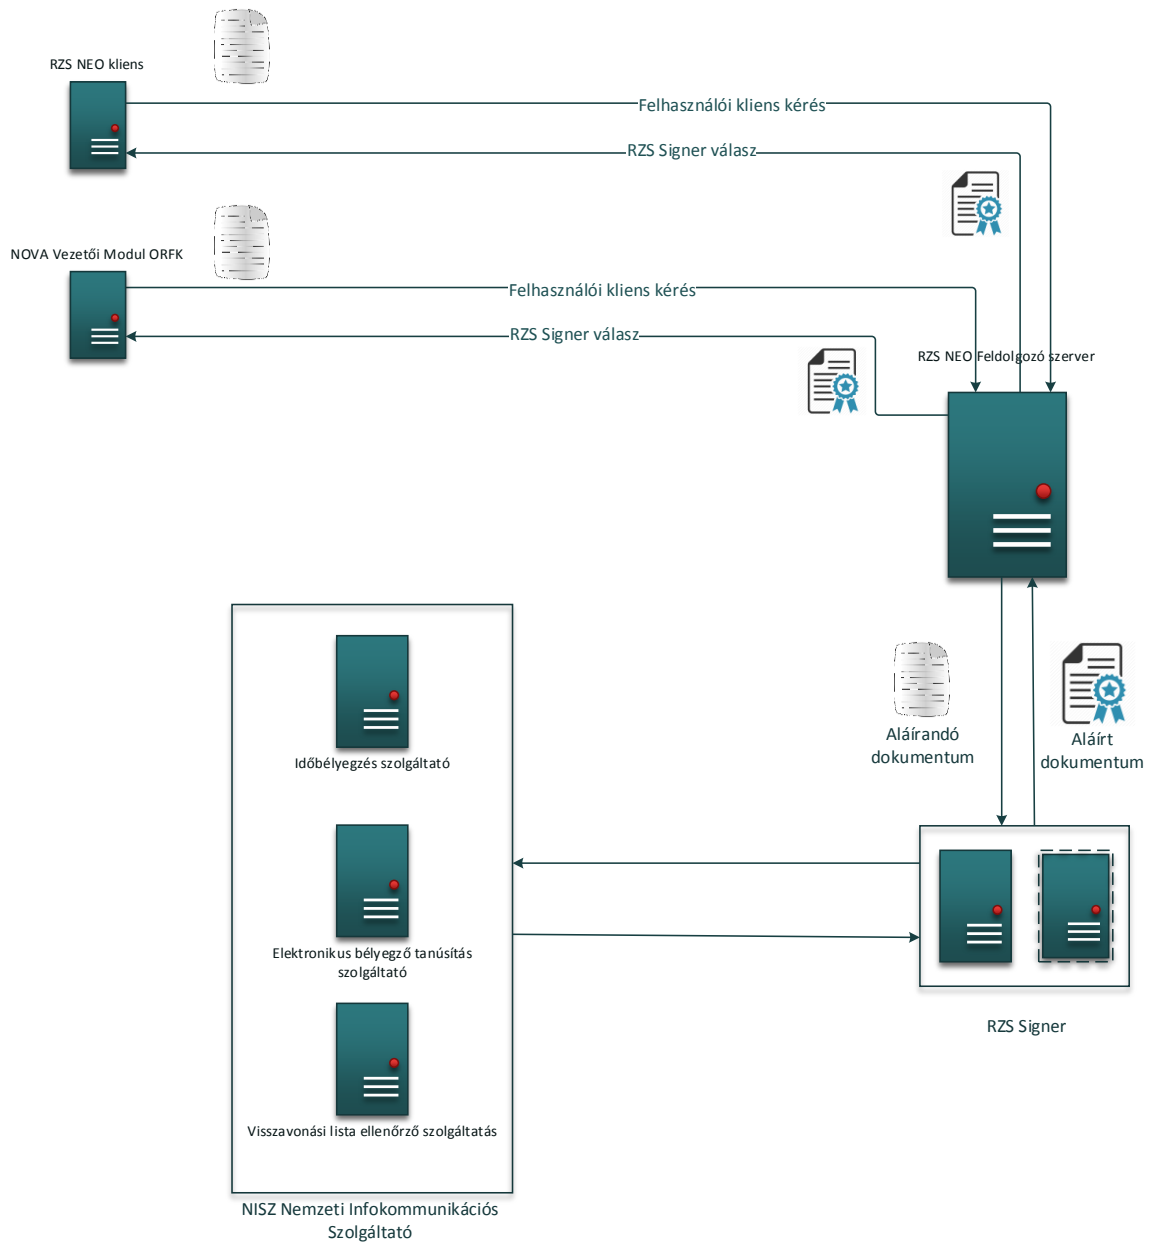 RZS NEO kliens
Felhasználói kliens kérés
RZS Signer válasz
NOVA Vezetői Modul ORFK
Felhasználói kliens kérés
RZS Signer válasz
RZS NEO Feldolgozó szerver
Aláírandó
dokumentum
Aláírt
dokumentum
Időbélyegzés szolgáltató
Elektronikus bélyegző tanúsítás
szolgáltató
RZS Signer
Visszavonási lista ellenőrző szolgáltatás
NISZ Nemzeti Infokommunikációs
Szolgáltató